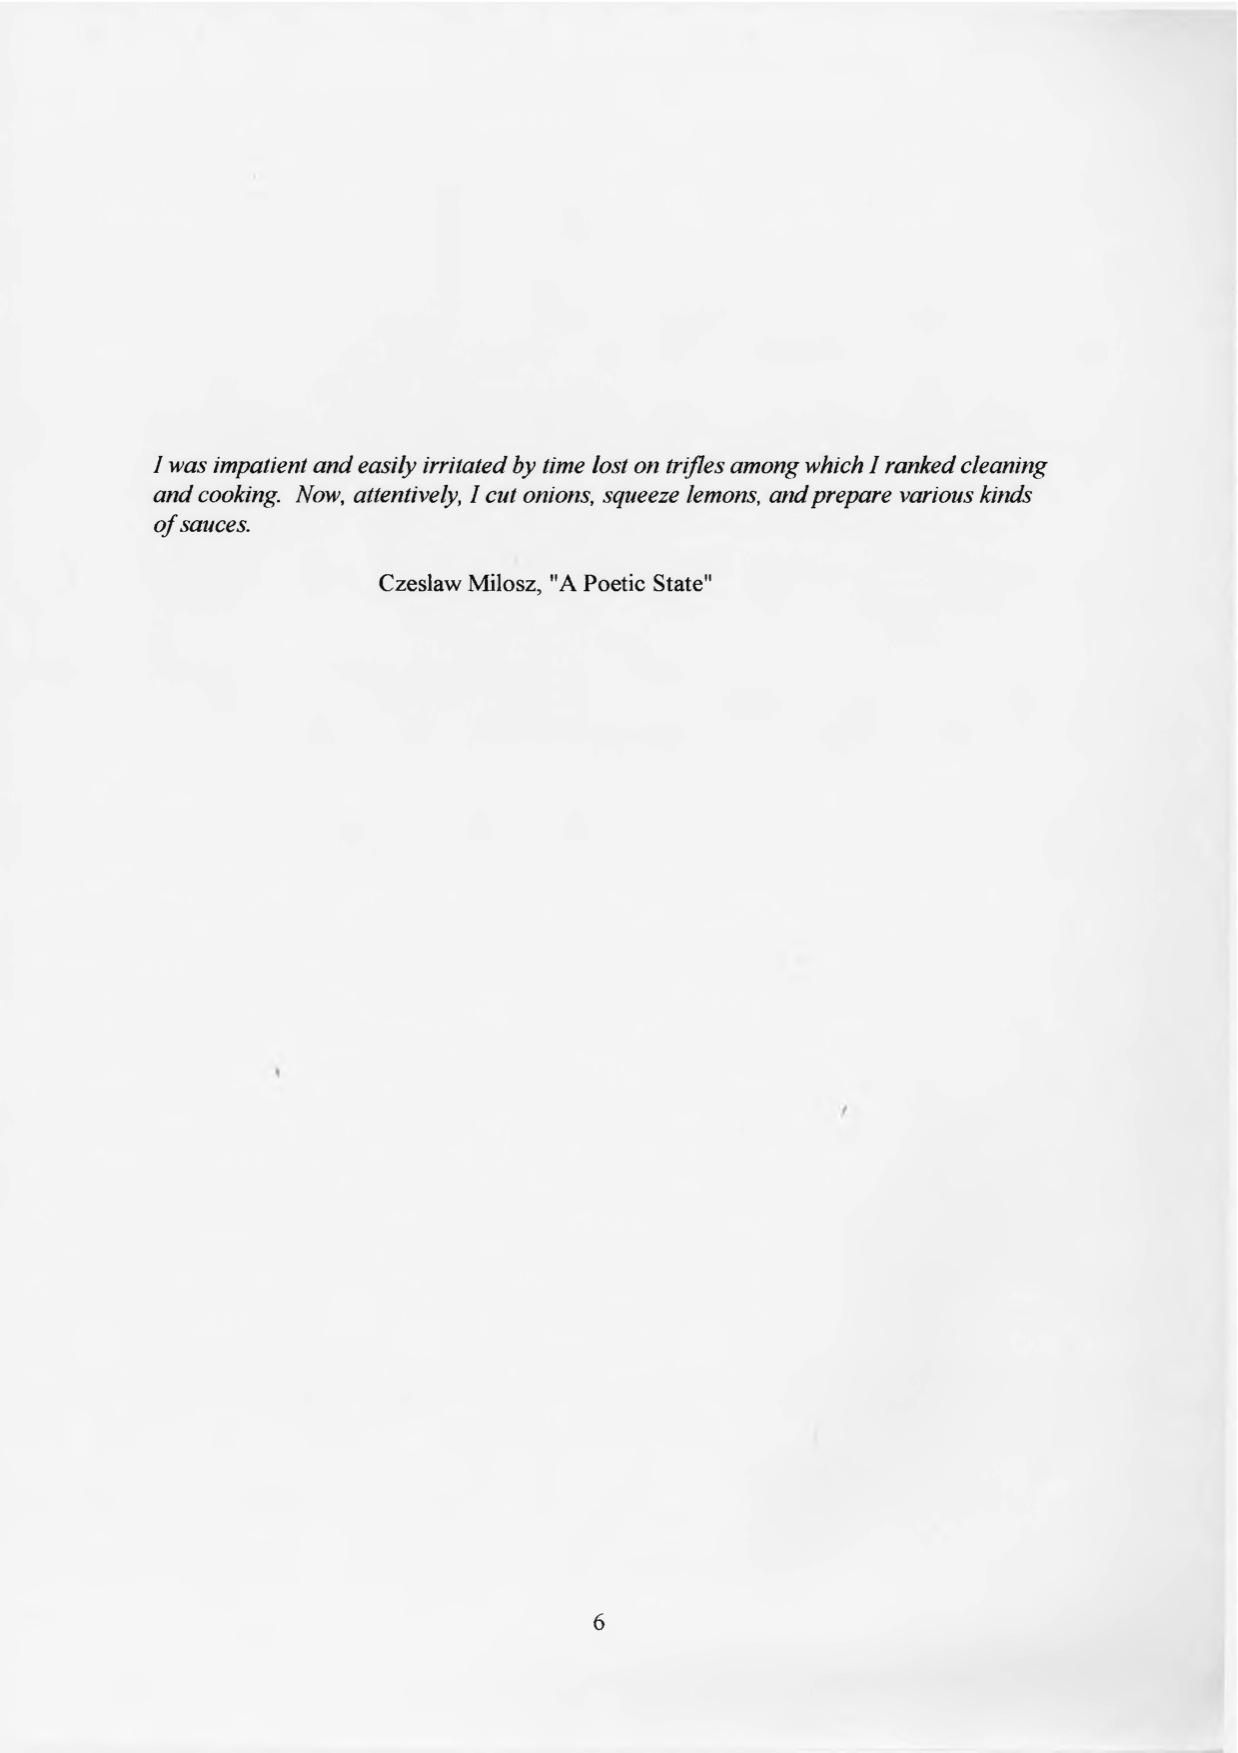 I was impatient and easily irritated by time lost on trifles among which I ranked cleaning
and cooking.  Now, attentively, I cut onions, squeeze lemons, and prepare various kinds
of sauces.
Czeslaw Milosz, "A Poetic State"
6